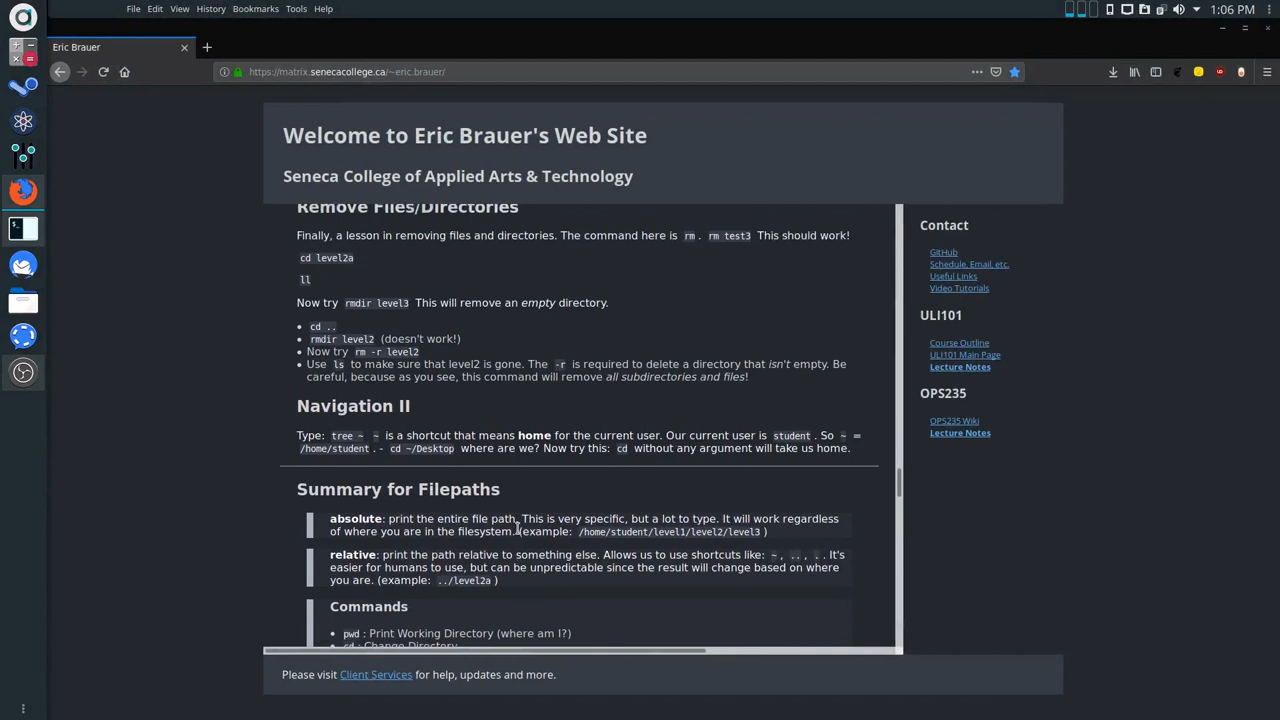 File Edit View History Bookmarks Tools Help
1:06 PM
Eric Brauer
https://matrix.senecacollege.ca/~eric.brauer/
Welcome to Eric Brauer's Web Site
Seneca College of Applied Arts & Technology
Remove Files/Directories
Finally, a lesson in removing files and directories. The command here is rm . rm test3 This should work!
cd level2a
ll
Now try rmdir level3 This will remove an empty directory.
• cd ..
• rmdir level2 (doesn't work!)
• Now try rm -r level2
• Use ls to make sure that level2 is gone. The -r is required to delete a directory that isn't empty. Be
careful, because as you see, this command will remove all subdirectories and files!
Navigation II
Type: tree ~ ~ is a shortcut that means home for the current user. Our current user is student . So ~ =
/home/student . - cd ~/Desktop where are we? Now try this: cd without any argument will take us home.
Summary for Filepaths
absolute: print the entire file path. This is very specific, but a lot to type. It will work regardless
of where you are in the filesystem. (example: /home/student/level1/level2/level3 )
relative: print the path relative to something else. Allows us to use shortcuts like: ~ , .. , . . It's
easier for humans to use, but can be unpredictable since the result will change based on where
you are. (example: ../level2a )
Commands
• pwd : Print Working Directory (where am I?)
• cd : Change Directory
Contact
GitHub
Schedule, Email, etc.
Useful Links
Video Tutorials
ULI101
Course Outline
ULI101 Main Page
Lecture Notes
OPS235
OPS235 Wiki
Lecture Notes
Please visit Client Services for help, updates and more.